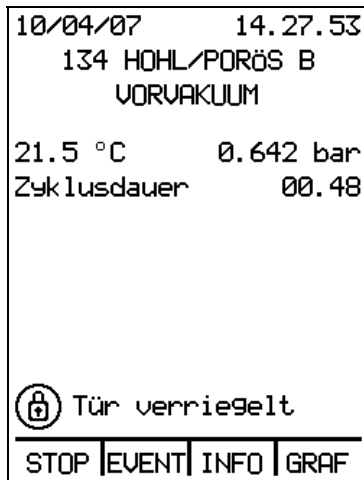 10/04/07 14.27.53
134 HOHL/PORöS B
VORVAKUUM
21.5 °C 0.642 bar
Zyklusdauer 00.48
Tür verriegelt
STOP EVENT INFO GRAF